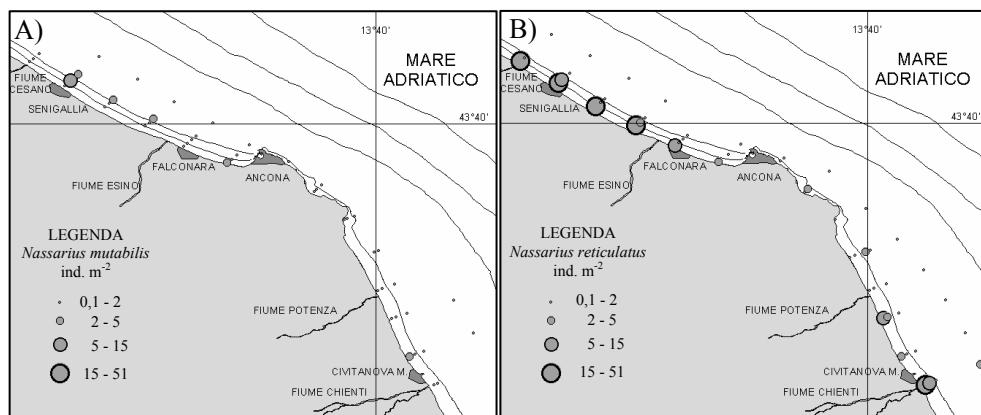 A)
13°40'
MARE
ADRIATICO
FIUME
CESANO
SENIGALLIA
43°40'
FALCONARA
ANCONA
FIUME ESINO
LEGENDA
Nassarius mutabilis
ind. m-2
0,1 - 2
2 - 5
5 - 15
15 - 51
FIUME POTENZA
CIVITANOVA M.
FIUME CHIENTI
B)
13°40'
MARE
ADRIATICO
FIUME
CESANO
SENIGALLIA
43°40'
FALCONARA
ANCONA
FIUME ESINO
LEGENDA
Nassarius reticulatus
ind. m-2
0,1 - 2
2 - 5
5 - 15
15 - 51
FIUME POTENZA
CIVITANOVA M.
FIUME CHIENTI